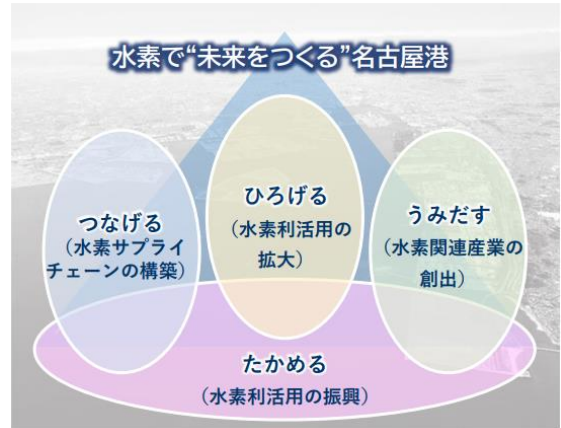 水素で“未来をつくる”名古屋港
つなげる
（水素サプライ
チェーンの構築）
ひろげる
（水素利活用の
拡大）
うみだす
（水素関連産業の
創出）
たかめる
（水素利活用の振興）